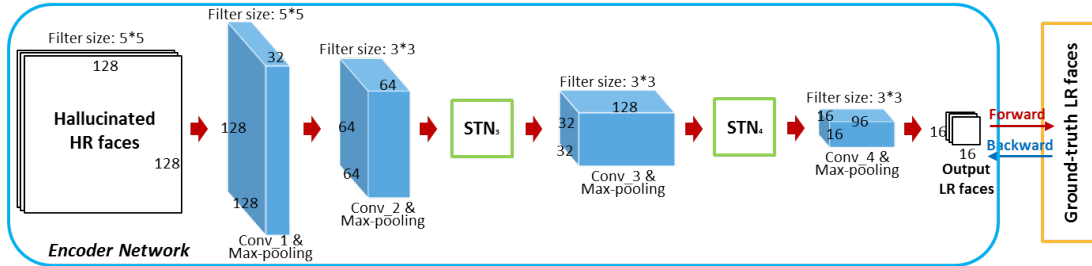 Filter size: 5*5
128
Hallucinated
HR faces
128
Encoder Network
Filter size: 5*5
32
128
128
Conv_1 &
Max-pooling
Filter size: 3*3
64
64
64
Conv_2 &
Max-pooling
STN₃
Filter size: 3*3
128
32
32
Conv_3 &
Max-pooling
STN₄
Filter size: 3*3
16
96
16
Conv_4 &
Max-pooling
16
16
Output
LR faces
Forward
Backward
Ground-truth LR faces